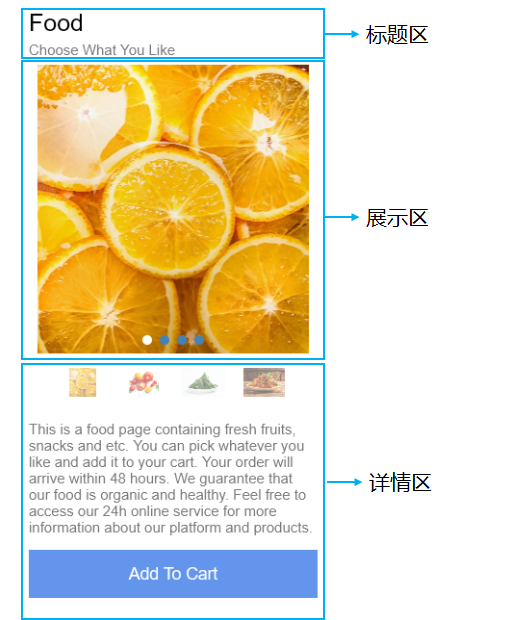 Food
标题区
Choose What You Like
展示区
This is a food page containing fresh fruits,
snacks and etc. You can pick whatever you
like and add it to your cart. Your order will
arrive within 48 hours. We guarantee that
our food is organic and healthy. Feel free to
access our 24h online service for more
information about our platform and products.
详情区
Add To Cart